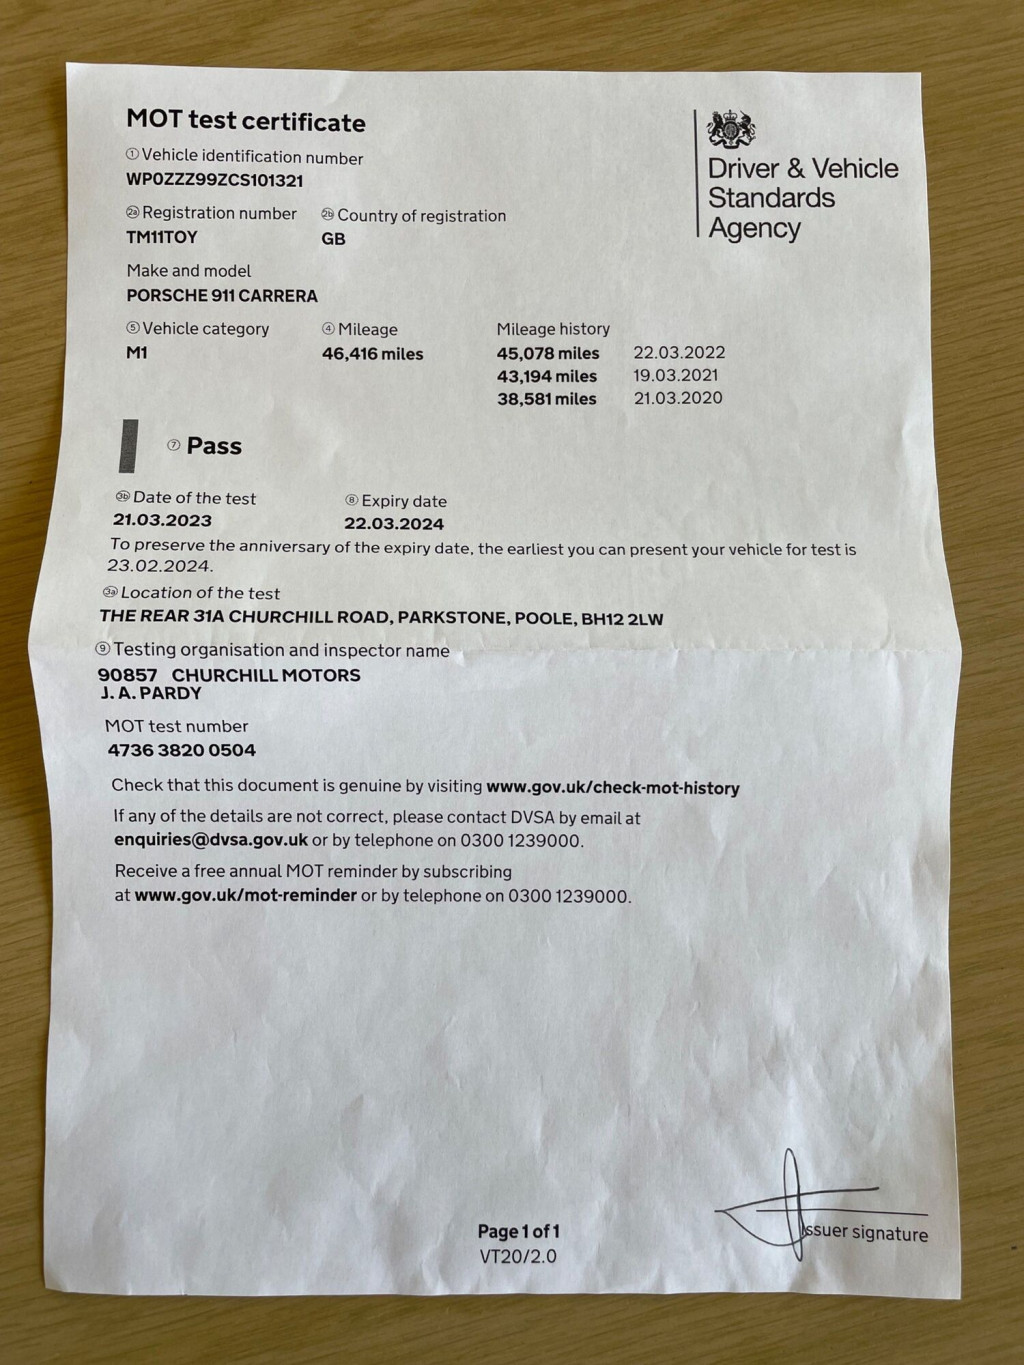 MOT test certificate
① Vehicle identification number
WP0ZZZ99ZCS101321
Driver & Vehicle
Standards
Agency
2a Registration number 2b Country of registration
TM11TOY GB
Make and model
PORSCHE 911 CARRERA
⑤ Vehicle category ④ Mileage Mileage history
M1 46,416 miles 45,078 miles 22.03.2022
43,194 miles 19.03.2021
38,581 miles 21.03.2020
⑦ Pass
3b Date of the test ⑧ Expiry date
21.03.2023 22.03.2024
To preserve the anniversary of the expiry date, the earliest you can present your vehicle for test is
23.02.2024.
3a Location of the test
THE REAR 31A CHURCHILL ROAD, PARKSTONE, POOLE, BH12 2LW
⑨ Testing organisation and inspector name
90857 CHURCHILL MOTORS
J. A. PARDY
MOT test number
4736 3820 0504
Check that this document is genuine by visiting www.gov.uk/check-mot-history
If any of the details are not correct, please contact DVSA by email at
enquiries@dvsa.gov.uk or by telephone on 0300 1239000.
Receive a free annual MOT reminder by subscribing
at www.gov.uk/mot-reminder or by telephone on 0300 1239000.
Issuer signature
Page 1 of 1
VT20/2.0